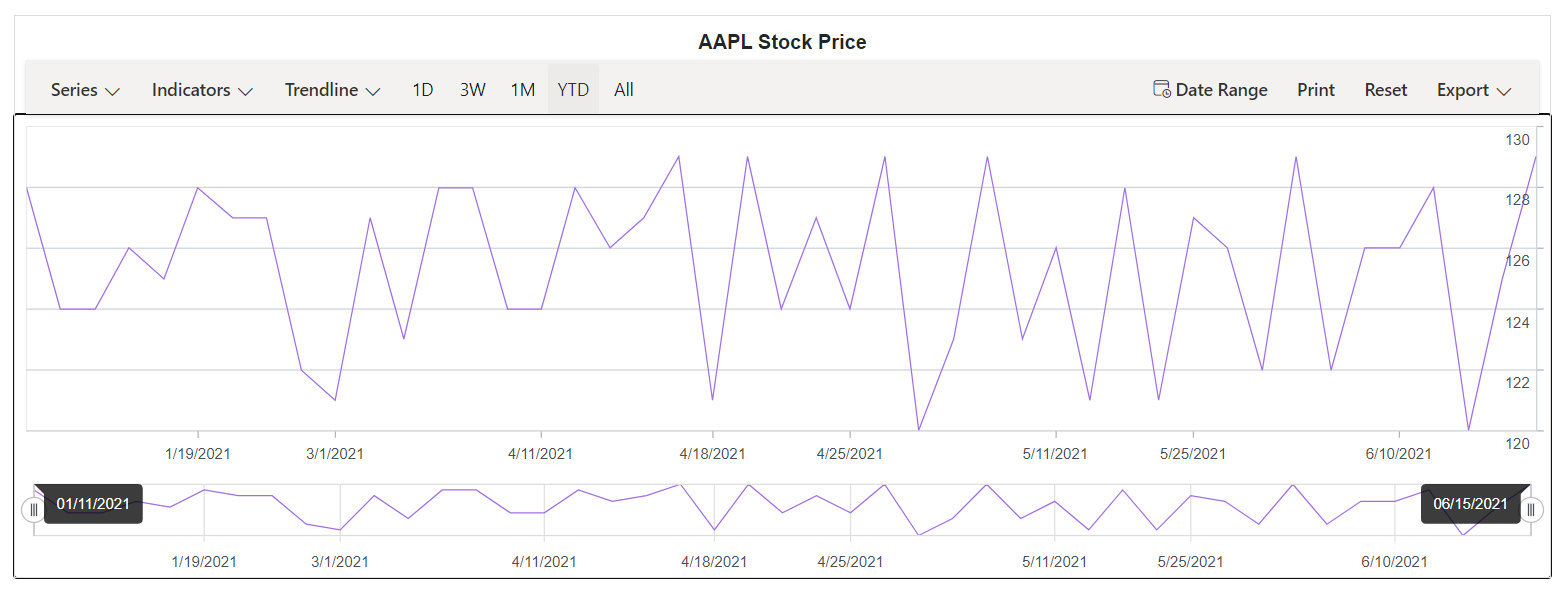 AAPL Stock Price
Series Indicators Trendline 1D 3W 1M YTD All Date Range Print Reset Export
130
128
126
124
122
120
1/19/2021 3/1/2021 4/11/2021 4/18/2021 4/25/2021 5/11/2021 5/25/2021 6/10/2021
01/11/2021 06/15/2021
1/19/2021 3/1/2021 4/11/2021 4/18/2021 4/25/2021 5/11/2021 5/25/2021 6/10/2021